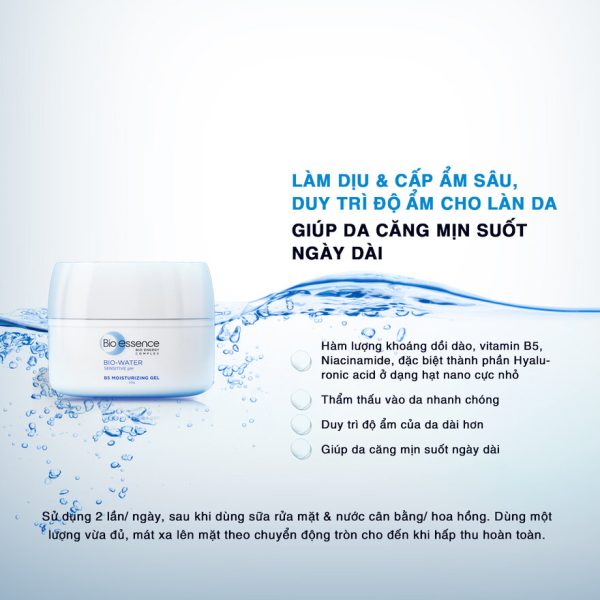 LÀM DỊU & CẤP ẨM SÂU,
DUY TRÌ ĐỘ ẨM CHO LÀN DA
GIÚP DA CĂNG MỊN SUỐT
NGÀY DÀI
Bio essence
BIO ENERGY
COMPLEX
BIO-WATER
SENSITIVE pH
B5 MOISTURIZING GEL
Hàm lượng khoáng dồi dào, vitamin B5,
Niacinamide, đặc biệt thành phần Hyalu-
ronic acid ở dạng hạt nano cực nhỏ
Thẩm thấu vào da nhanh chóng
Duy trì độ ẩm của da dài hơn
Giúp da căng mịn suốt ngày dài
Sử dụng 2 lần/ ngày, sau khi dùng sữa rửa mặt & nước cân bằng/ hoa hồng. Dùng một
lượng vừa đủ, mát xa lên mặt theo chuyển động tròn cho đến khi hấp thu hoàn toàn.